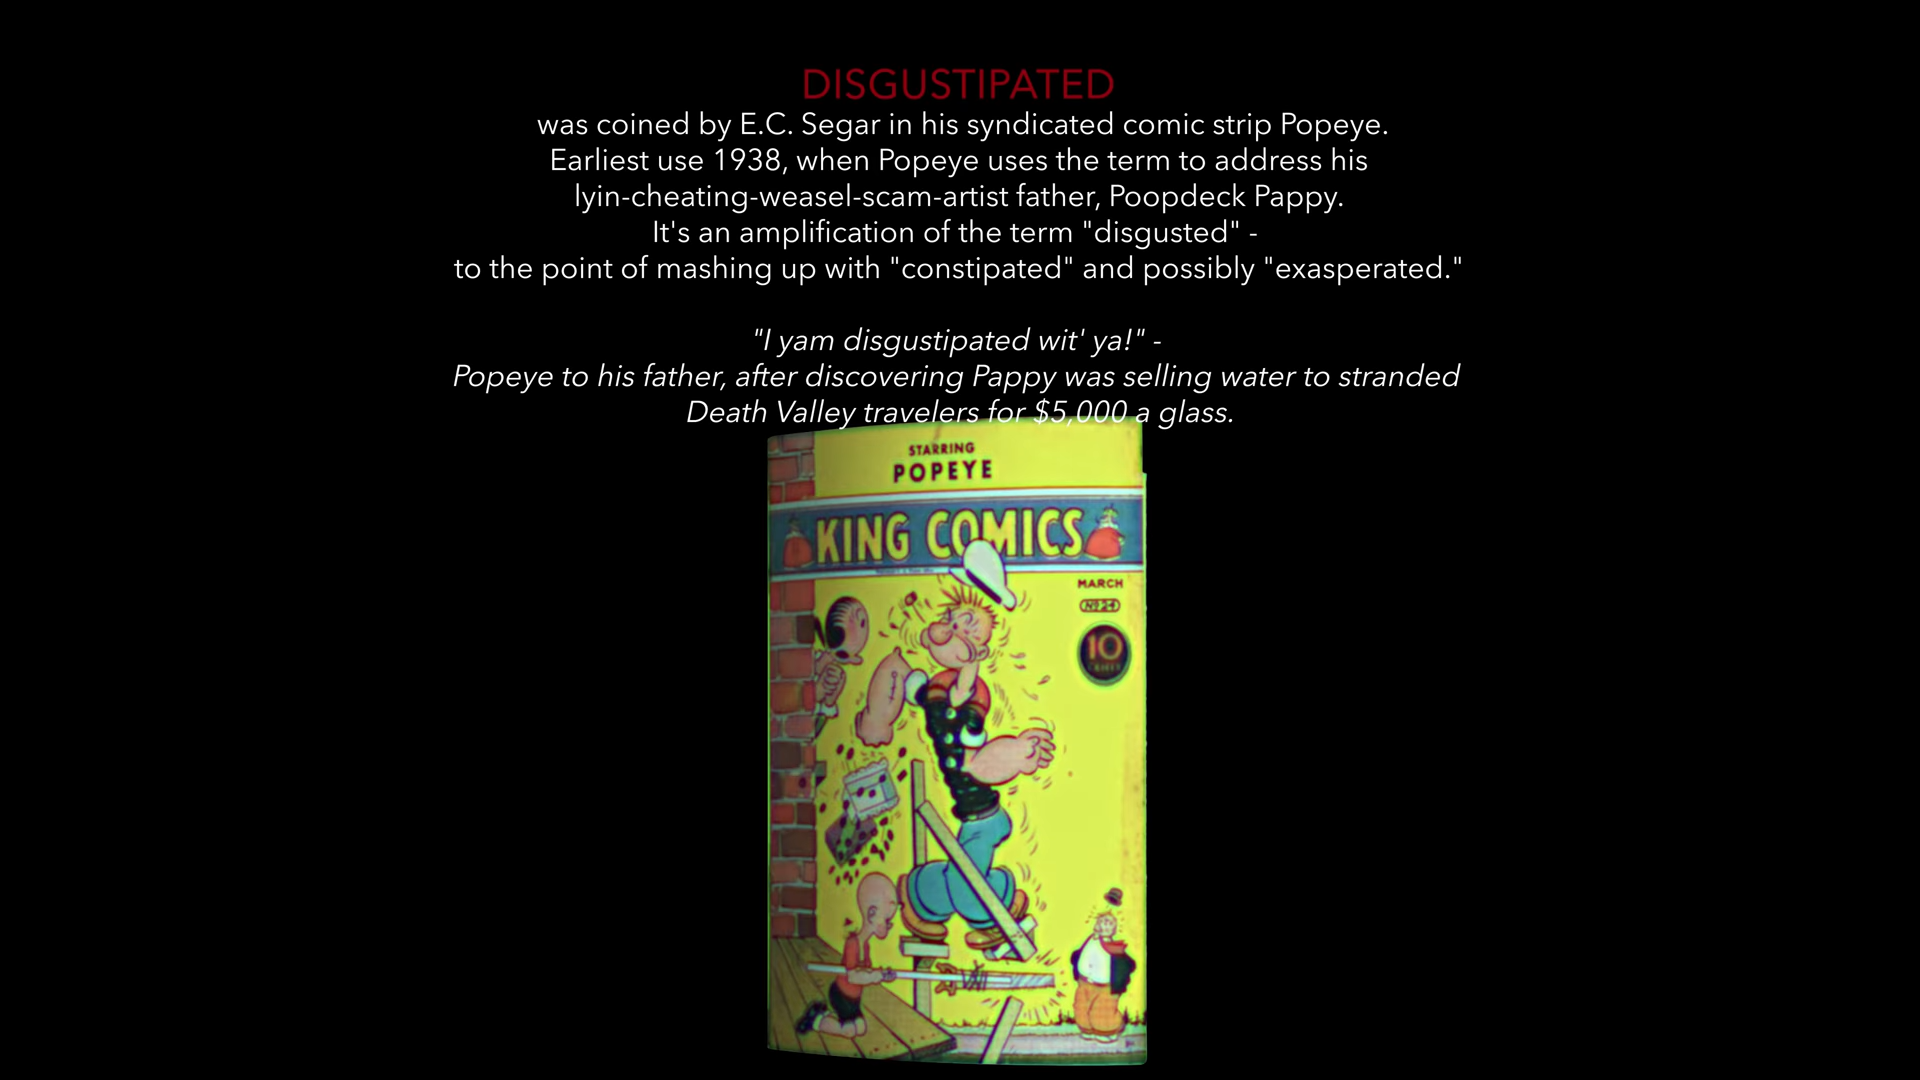 DISGUSTIPATED
was coined by E.C. Segar in his syndicated comic strip Popeye.
Earliest use 1938, when Popeye uses the term to address his
lyin-cheating-weasel-scam-artist father, Poopdeck Pappy.
It's an amplification of the term "disgusted" -
to the point of mashing up with "constipated" and possibly "exasperated."
"I yam disgustipated wit' ya!" -
Popeye to his father, after discovering Pappy was selling water to stranded
Death Valley travelers for $5,000 a glass.
STARRING
POPEYE
KING COMICS
MARCH
No 24
10
CENTS